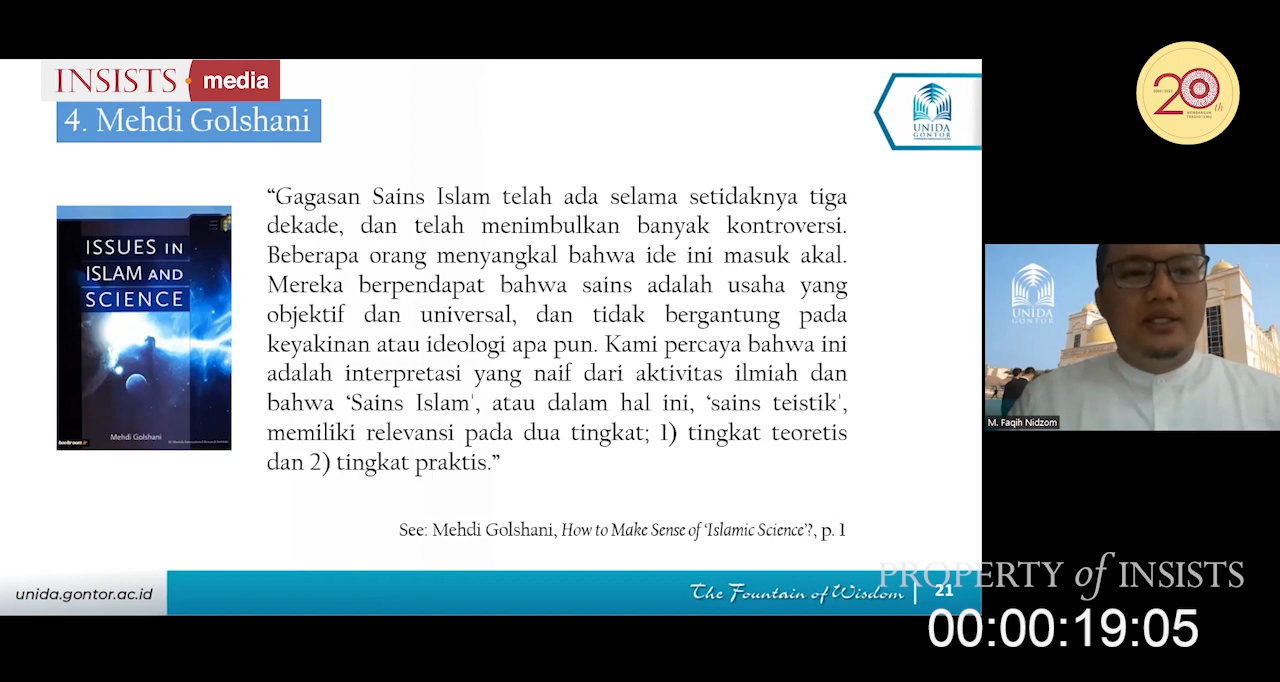 INSISTS media
4. Mehdi Golshani
UNIDA
GONTOR
20th
MEMBANGUN
TRADISI ILMU
ISSUES IN
ISLAM AND
SCIENCE
Mehdi Golshani
“Gagasan Sains Islam telah ada selama setidaknya tiga
dekade, dan telah menimbulkan banyak kontroversi.
Beberapa orang menyangkal bahwa ide ini masuk akal.
Mereka berpendapat bahwa sains adalah usaha yang
objektif dan universal, dan tidak bergantung pada
keyakinan atau ideologi apa pun. Kami percaya bahwa ini
adalah interpretasi yang naif dari aktivitas ilmiah dan
bahwa ‘Sains Islam', atau dalam hal ini, ‘sains teistik',
memiliki relevansi pada dua tingkat; 1) tingkat teoretis
dan 2) tingkat praktis.”
See: Mehdi Golshani, How to Make Sense of ‘Islamic Science’?, p. 1
UNIDA
GONTOR
M. Faqih Nidzom
unida.gontor.ac.id
The Fountain of Wisdom | 21
PROPERTY of INSISTS
00:00:19:05